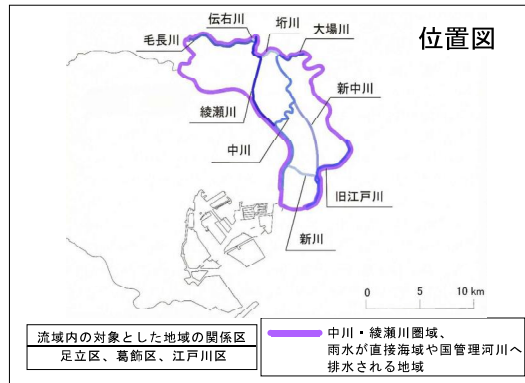 位置図
伝右川
垳川
大場川
毛長川
新中川
綾瀬川
中川
旧江戸川
新川
0 5 10 km
流域内の対象とした地域の関係区
足立区、葛飾区、江戸川区
中川・綾瀬川圏域、
雨水が直接海域や国管理河川へ
排水される地域